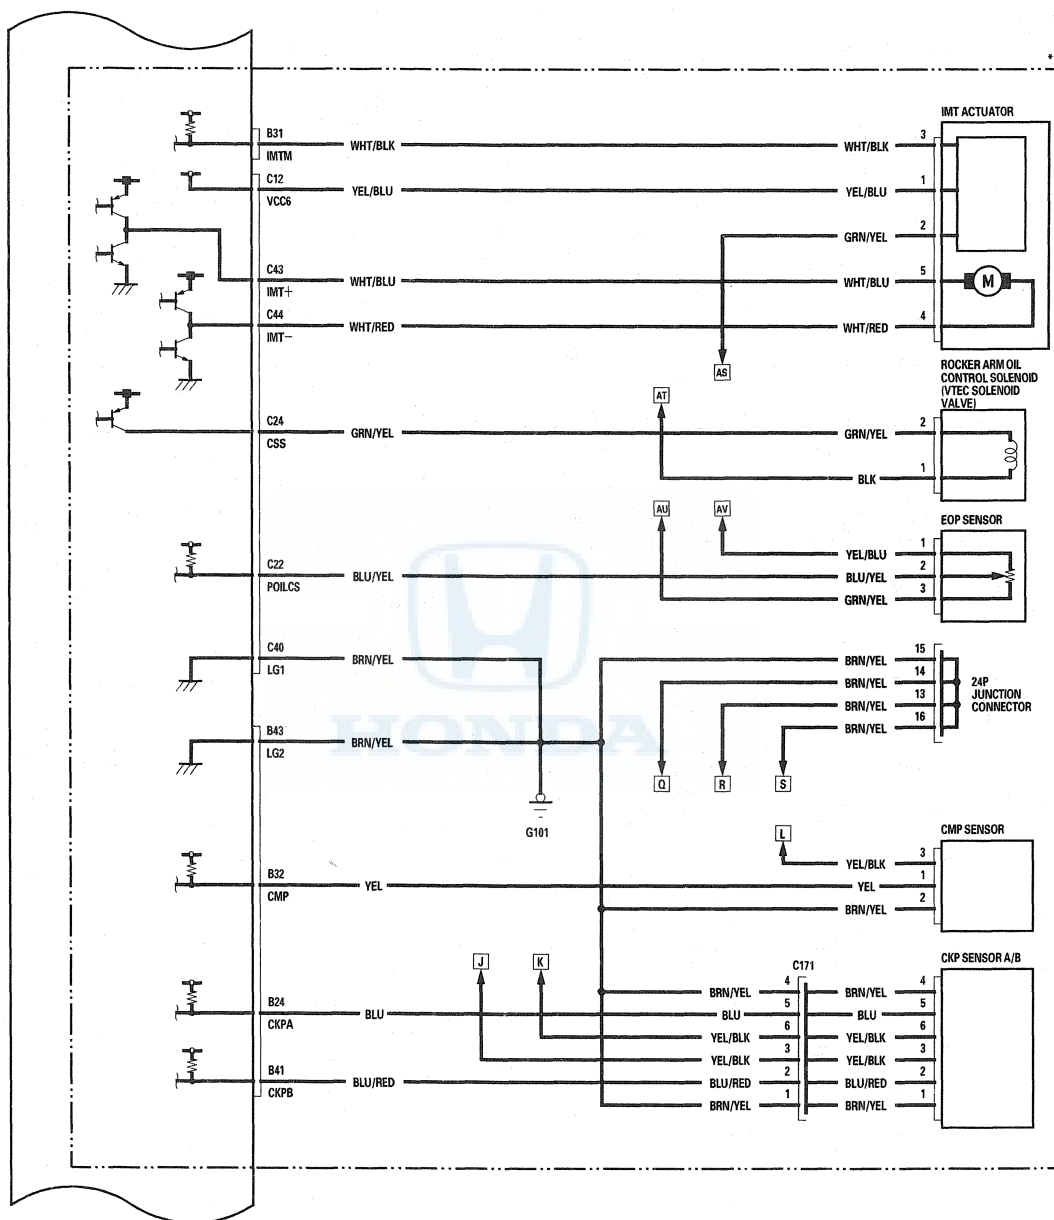 *
IMT ACTUATOR
B31
IMTM
WHT/BLK
WHT/BLK
3
C12
VCC6
YEL/BLU
YEL/BLU
1
GRN/YEL
2
C43
IMT+
WHT/BLU
WHT/BLU
5
M
C44
IMT−
WHT/RED
WHT/RED
4
AS
ROCKER ARM OIL
CONTROL SOLENOID
(VTEC SOLENOID
VALVE)
AT
C24
CSS
GRN/YEL
GRN/YEL
2
BLK
1
AU
AV
EOP SENSOR
YEL/BLU
1
C22
POILCS
BLU/YEL
BLU/YEL
2
GRN/YEL
3
C40
LG1
BRN/YEL
BRN/YEL
15
BRN/YEL
14
BRN/YEL
13
BRN/YEL
16
24P
JUNCTION
CONNECTOR
B43
LG2
BRN/YEL
HONDA
Q
R
S
G101
L
CMP SENSOR
YEL/BLK
3
B32
CMP
YEL
YEL
1
BRN/YEL
2
J
K
C171
CKP SENSOR A/B
BRN/YEL
4
BRN/YEL
4
B24
CKPA
BLU
BLU
5
BLU
5
YEL/BLK
6
YEL/BLK
6
YEL/BLK
3
YEL/BLK
3
B41
CKPB
BLU/RED
BLU/RED
2
BLU/RED
2
BRN/YEL
1
BRN/YEL
1